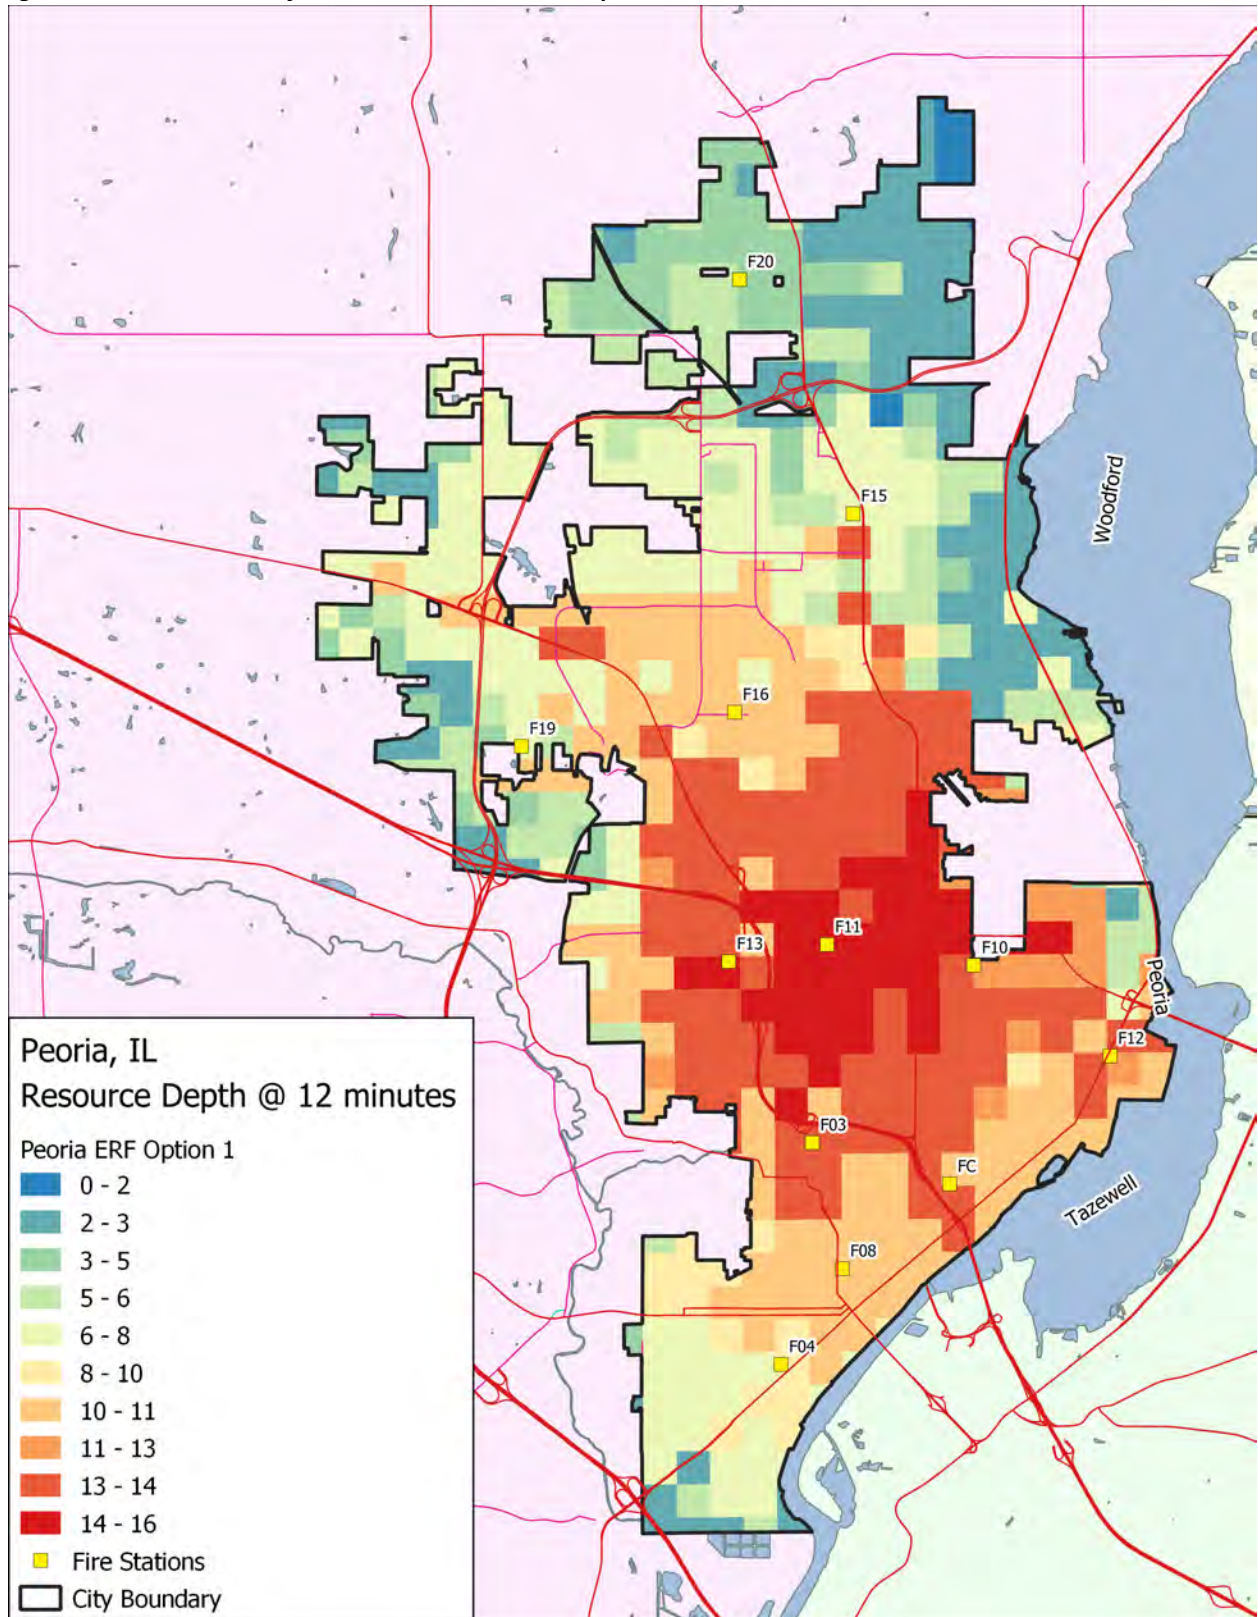 F20
Woodford
F15
F16
F19
F11
F13
F10
Peoria
F12
Peoria, IL
Resource Depth @ 12 minutes
Peoria ERF Option 1
F03
0 - 2
FC
2 - 3
Tazewell
3 - 5
F08
5 - 6
6 - 8
F04
8 - 10
10 - 11
11 - 13
13 - 14
14 - 16
Fire Stations
City Boundary